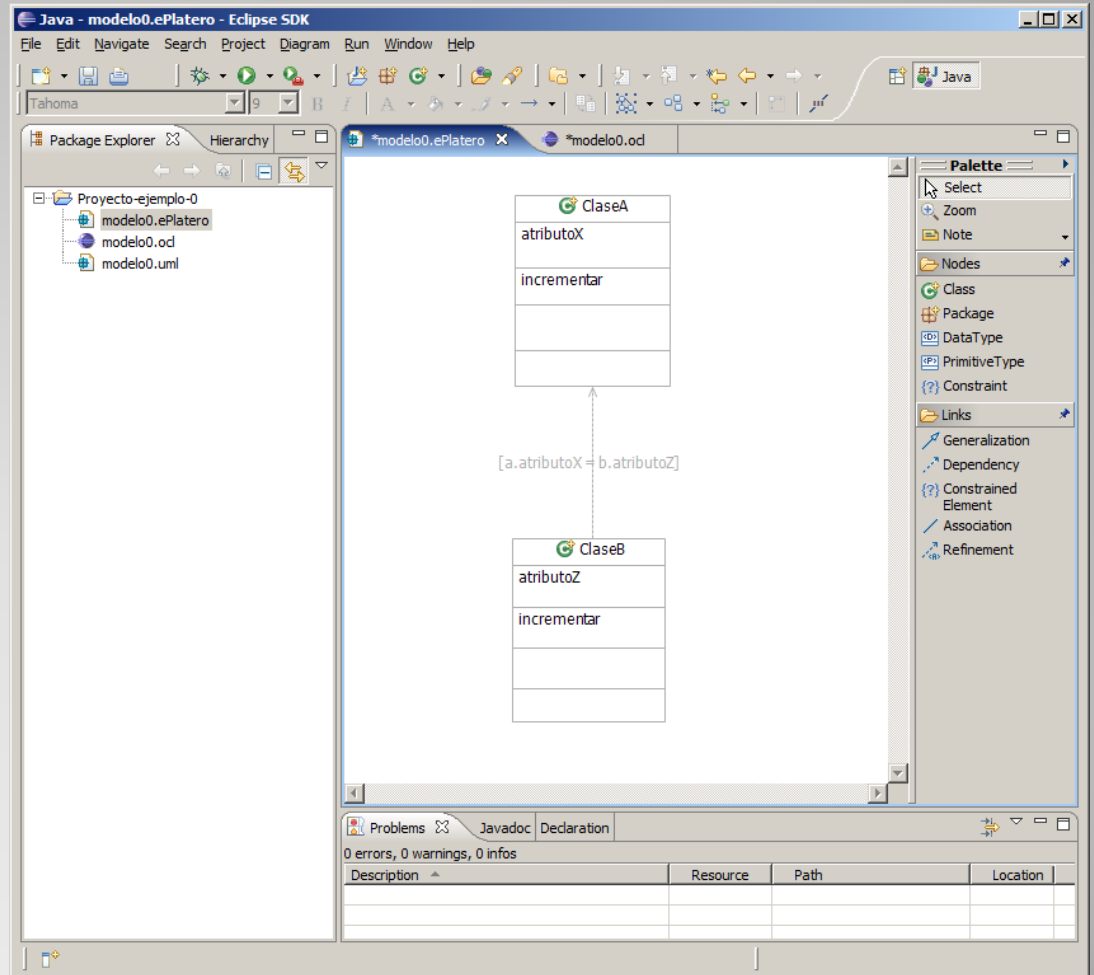 Java - modelo0.ePlatero - Eclipse SDK
File Edit Navigate Search Project Diagram Run Window Help
Java
Tahoma 9 B I A
Package Explorer Hierarchy
*modelo0.ePlatero *modelo0.ocl
Proyecto-ejemplo-0
modelo0.ePlatero
modelo0.ocl
modelo0.uml
ClaseA
atributoX
incrementar
[a.atributoX = b.atributoZ]
ClaseB
atributoZ
incrementar
Palette
Select
Zoom
Note
Nodes
Class
Package
<D> DataType
<P> PrimitiveType
{?} Constraint
Links
Generalization
Dependency
{?} Constrained
Element
Association
<R> Refinement
Problems Javadoc Declaration
0 errors, 0 warnings, 0 infos
Description Resource Path Location